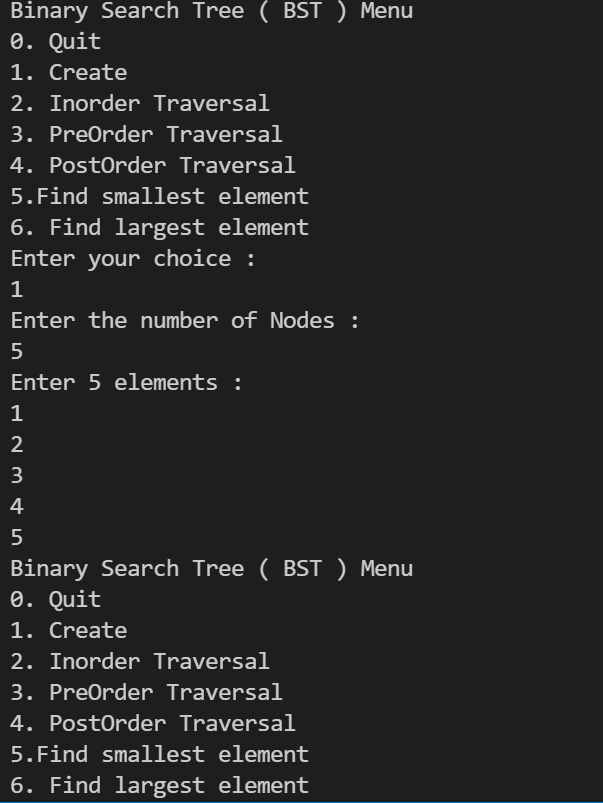 Binary Search Tree ( BST ) Menu
0. Quit
1. Create
2. Inorder Traversal
3. PreOrder Traversal
4. PostOrder Traversal
5.Find smallest element
6. Find largest element
Enter your choice :
1
Enter the number of Nodes :
5
Enter 5 elements :
1
2
3
4
5
Binary Search Tree ( BST ) Menu
0. Quit
1. Create
2. Inorder Traversal
3. PreOrder Traversal
4. PostOrder Traversal
5.Find smallest element
6. Find largest element